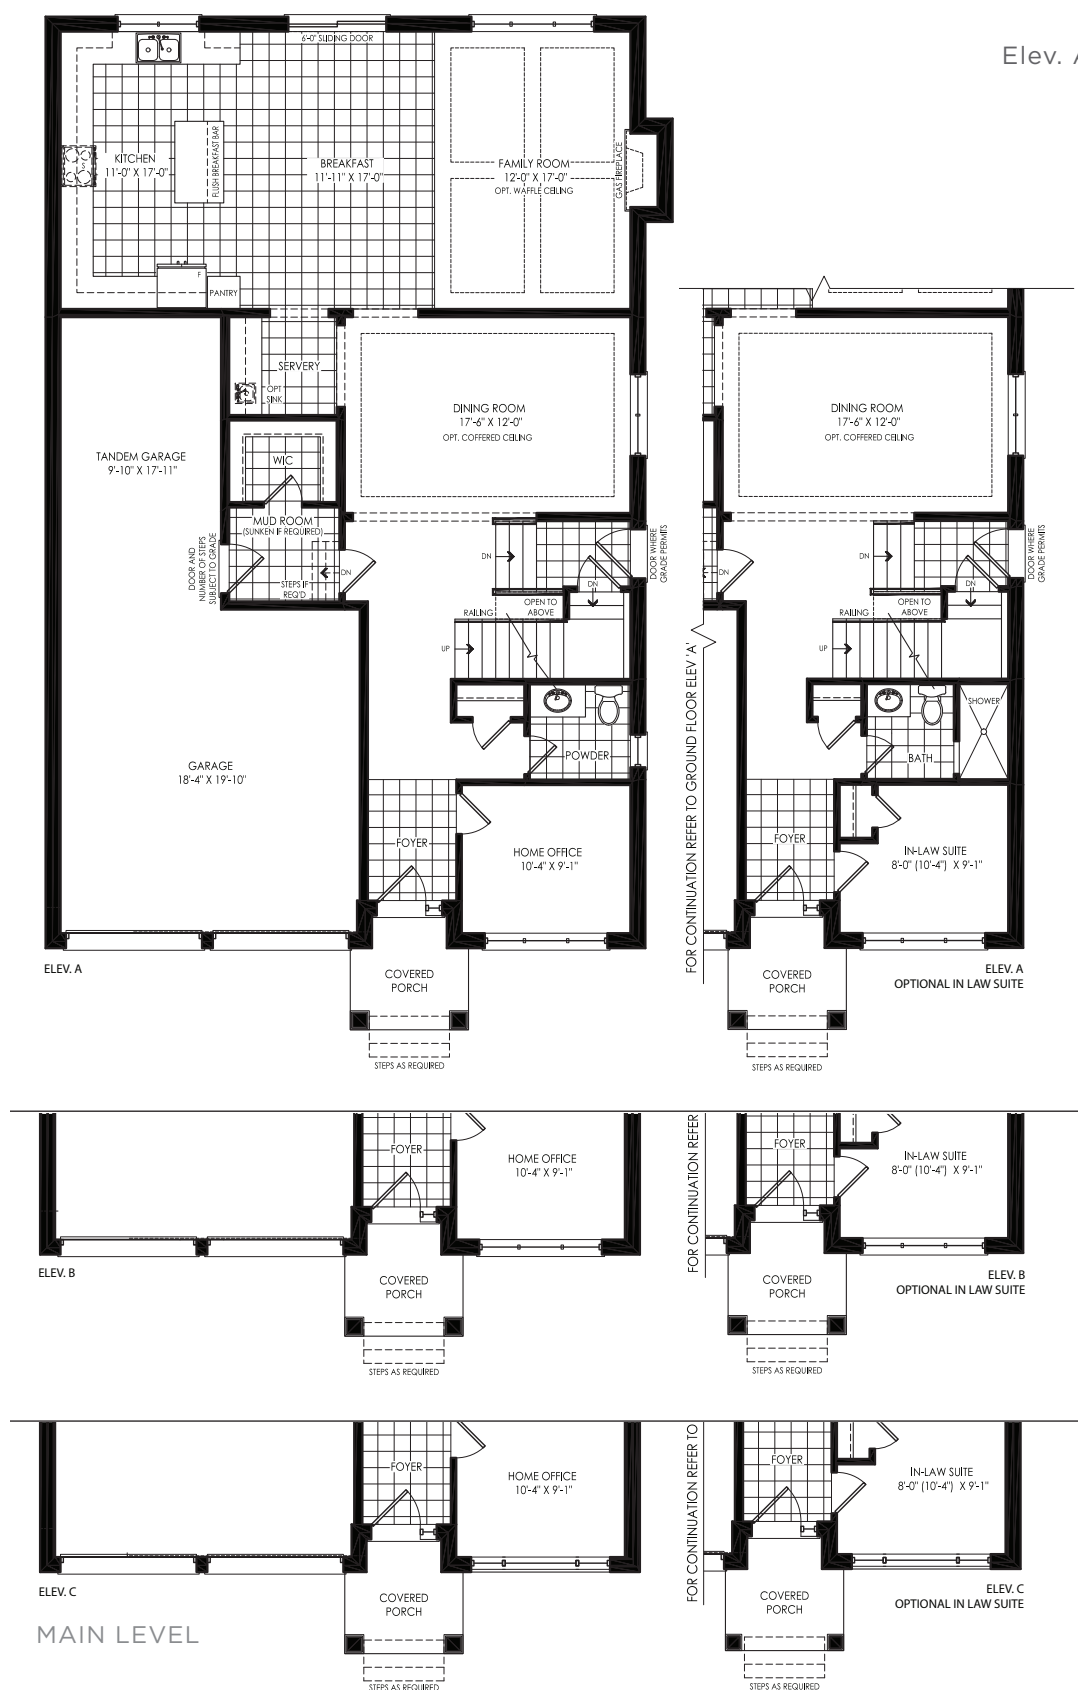 Elev. A
6'-0" SLIDING DOOR
KITCHEN
11'-0" X 17'-0"
FLUSH BREAKFAST BAR
BREAKFAST
11'-11" X 17'-0"
FAMILY ROOM
12'-0" X 17'-0"
OPT. WAFFLE CEILING
GAS FIREPLACE
S
F
PANTRY
SERVERY
OPT
SINK
DINING ROOM
17'-6" X 12'-0"
OPT. COFFERED CEILING
TANDEM GARAGE
9'-10" X 17'-11"
WIC
MUD ROOM
(SUNKEN IF REQUIRED)
DOOR AND
NUMBER OF STEPS
SUBJECT TO GRADE
DN
STEPS IF
REQ'D
DN
DN
DOOR WHERE
GRADE PERMITS
RAILING
OPEN TO
ABOVE
UP
POWDER
GARAGE
18'-4" X 19'-10"
FOYER
HOME OFFICE
10'-4" X 9'-1"
ELEV. A
COVERED
PORCH
STEPS AS REQUIRED
DINING ROOM
17'-6" X 12'-0"
OPT. COFFERED CEILING
DN
DN
DN
DOOR WHERE
GRADE PERMITS
RAILING
OPEN TO
ABOVE
UP
FOR CONTINUATION REFER TO GROUND FLOOR ELEV 'A'
SHOWER
BATH
FOYER
IN-LAW SUITE
8'-0" (10'-4") X 9'-1"
COVERED
PORCH
STEPS AS REQUIRED
ELEV. A
OPTIONAL IN LAW SUITE
FOYER
HOME OFFICE
10'-4" X 9'-1"
ELEV. B
COVERED
PORCH
STEPS AS REQUIRED
FOR CONTINUATION REFER
FOYER
IN-LAW SUITE
8'-0" (10'-4") X 9'-1"
COVERED
PORCH
STEPS AS REQUIRED
ELEV. B
OPTIONAL IN LAW SUITE
FOYER
HOME OFFICE
10'-4" X 9'-1"
ELEV. C
COVERED
PORCH
STEPS AS REQUIRED
FOR CONTINUATION REFER TO
FOYER
IN-LAW SUITE
8'-0" (10'-4") X 9'-1"
COVERED
PORCH
STEPS AS REQUIRED
ELEV. C
OPTIONAL IN LAW SUITE
MAIN LEVEL